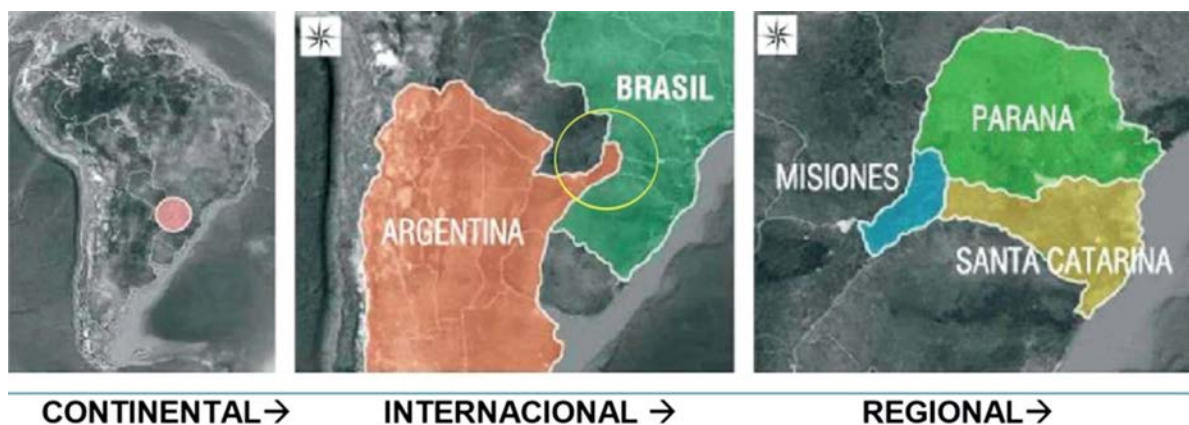 BRASIL
ARGENTINA
PARANA
MISIONES
SANTA CATARINA
CONTINENTAL→
INTERNACIONAL →
REGIONAL→